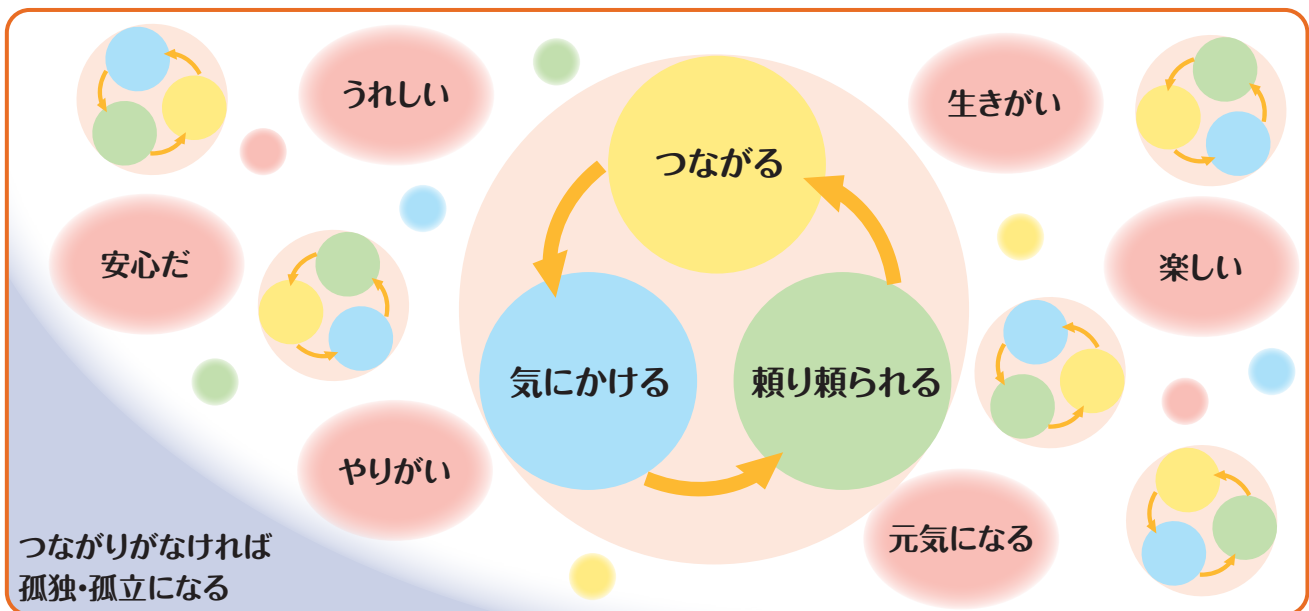 うれしい
生きがい
つながる
安心だ
楽しい
気にかける
頼り頼られる
やりがい
元気になる
つながりがなければ
孤独・孤立になる